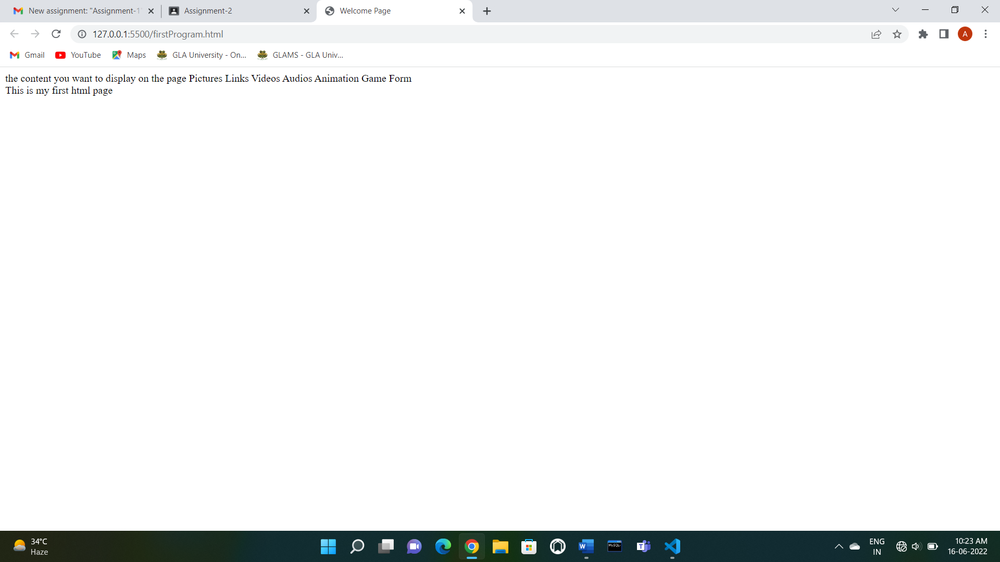 New assignment: "Assignment-1"
Assignment-2
Welcome Page
127.0.0.1:5500/firstProgram.html
A
Gmail
YouTube
Maps
GLA University - On...
GLAMS - GLA Univ...
the content you want to display on the page Pictures Links Videos Audios Animation Game Form
This is my first html page
34°C
Haze
W
MySQL
T
ENG
IN
10:23 AM
16-06-2022